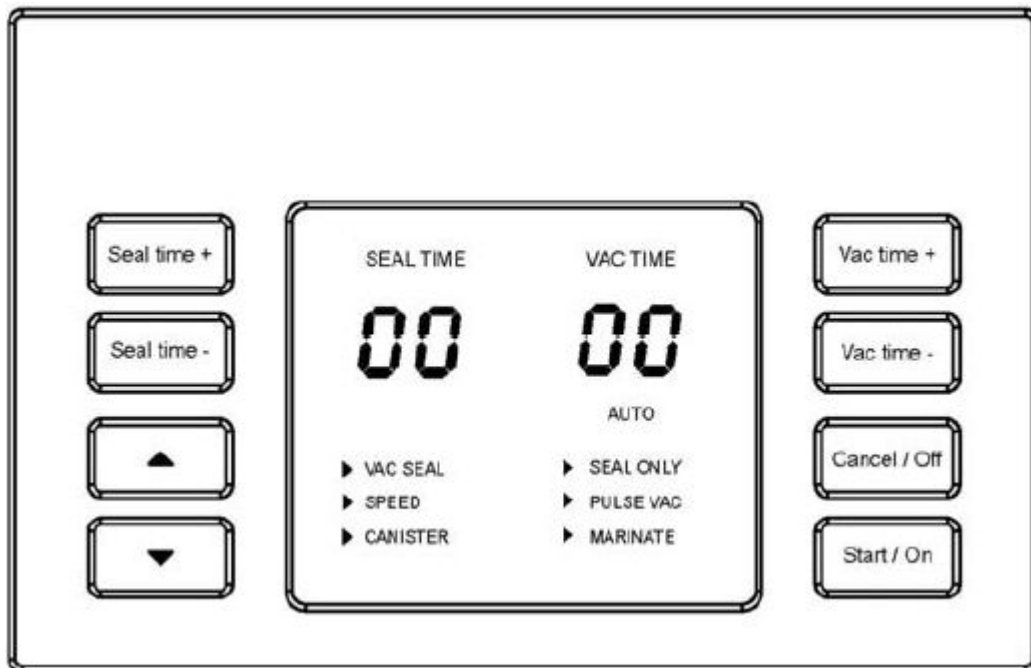 Seal time +
Seal time -
▲
▼
SEAL TIME
00
VAC TIME
00
AUTO
▶ VAC SEAL
▶ SPEED
▶ CANISTER
▶ SEAL ONLY
▶ PULSE VAC
▶ MARINATE
Vac time +
Vac time -
Cancel / Off
Start / On